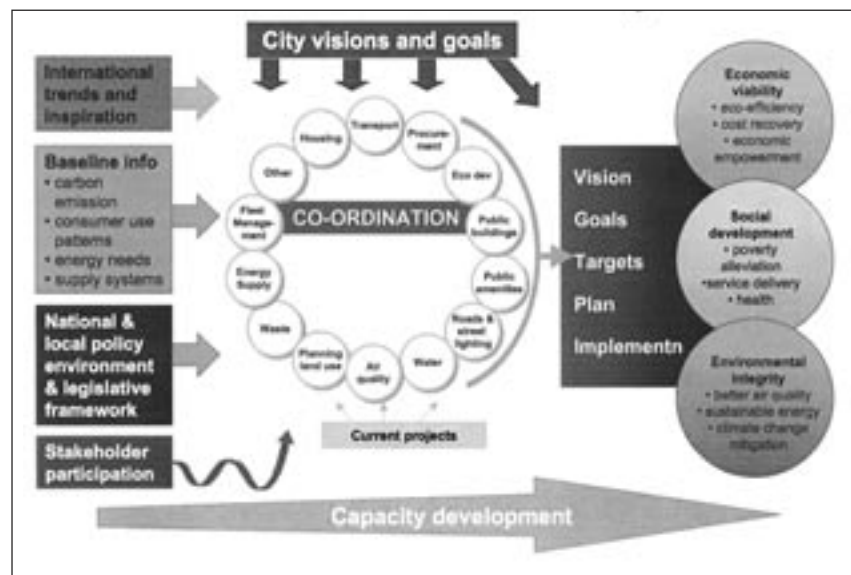 City visions and goals
International
trends and
inspiration
Baseline info
• carbon
emission
• consumer use
patterns
• energy needs
• supply systems
National &
local policy
environment
& legislative
framework
Stakeholder
participation
Transport
Procure-
ment
Eco dev
Public
buildings
Public
amenities
Roads &
street
lighting
Water
Air
quality
Planning
land use
Waste
Energy
Supply
Fleet
Manage-
ment
Other
Housing
CO-ORDINATION
Current projects
Vision
Goals
Targets
Plan
Implementn
Economic
viability
• eco-efficiency
• cost recovery
• economic
empowerment
Social
development
• poverty
alleviation
•service delivery
• health
Environmental
integrity
• better air quality
• sustainable energy
• climate change
mitigation
Capacity development